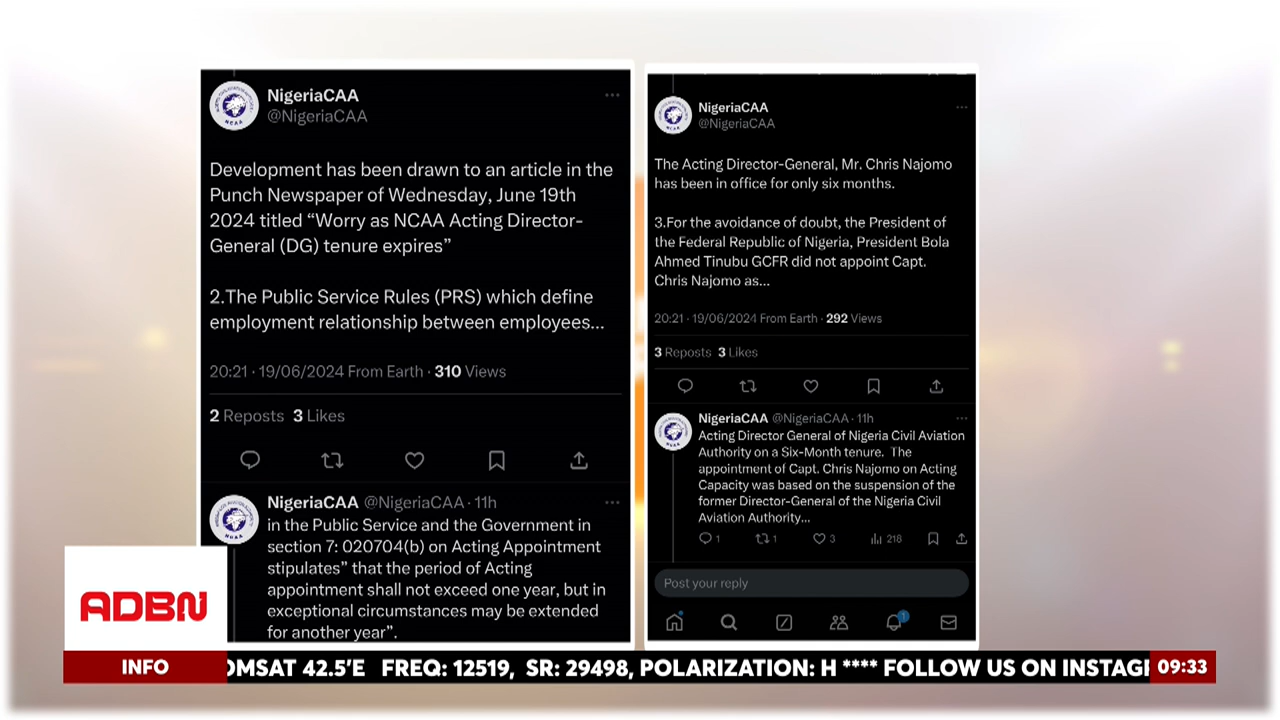 NigeriaCAA
@NigeriaCAA
Development has been drawn to an article in the
Punch Newspaper of Wednesday, June 19th
2024 titled “Worry as NCAA Acting Director-
General (DG) tenure expires”
2.The Public Service Rules (PRS) which define
employment relationship between employees...
20:21 · 19/06/2024 From Earth · 310 Views
2 Reposts 3 Likes
NigeriaCAA @NigeriaCAA · 11h
in the Public Service and the Government in
section 7: 020704(b) on Acting Appointment
stipulates” that the period of Acting
appointment shall not exceed one year, but in
exceptional circumstances may be extended
for another year”.
NigeriaCAA
@NigeriaCAA
The Acting Director-General, Mr. Chris Najomo
has been in office for only six months.
3.For the avoidance of doubt, the President of
the Federal Republic of Nigeria, President Bola
Ahmed Tinubu GCFR did not appoint Capt.
Chris Najomo as...
20:21 · 19/06/2024 From Earth · 292 Views
3 Reposts 3 Likes
NigeriaCAA @NigeriaCAA · 11h
Acting Director General of Nigeria Civil Aviation
Authority on a Six-Month tenure. The
appointment of Capt. Chris Najomo on Acting
Capacity was based on the suspension of the
former Director-General of the Nigeria Civil
Aviation Authority...
1 1 3 218
Post your reply
1
ADBN
INFO OMSAT 42.5'E FREQ: 12519, SR: 29498, POLARIZATION: H **** FOLLOW US ON INSTAG 09:33